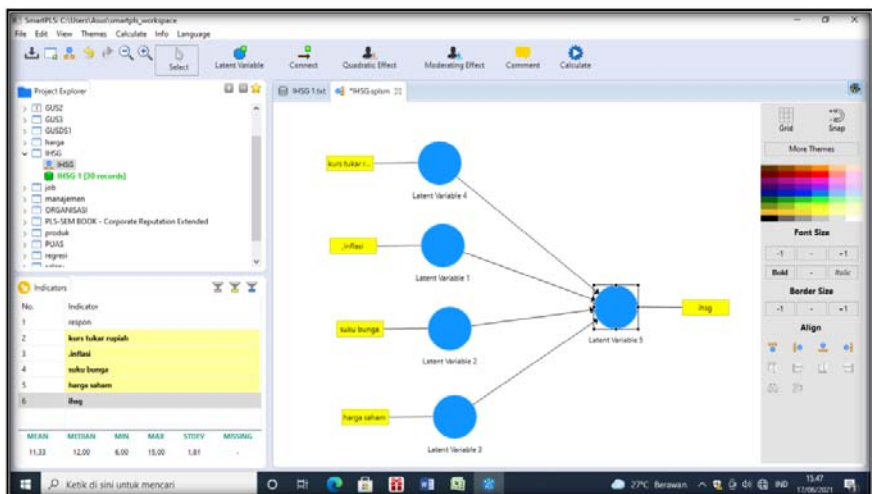 SmartPLS: C:\Users\Asus\smartpls_workspace
File Edit View Themes Calculate Info Language
Select
Latent Variable
Connect
Quadratic Effect
Moderating Effect
Comment
Calculate
Project Explorer
GUS2
GUS3
GUSDS1
harga
IHSG
IHSG
IHSG 1 [30 records]
job
manajemen
ORGANISASI
PLS-SEM BOOK - Corporate Reputation Extended
produk
PUAS
regresi
Indicators
No. Indicator
1 respon
2 kurs tukar rupiah
3 .inflasi
4 suku bunga
5 harga saham
6 ihsg
MEAN MEDIAN MIN MAX STDEV MISSING
11,33 12,00 6,00 15,00 1,81 -
IHSG 1.txt
*IHSG.splsm
kurs tukar r...
Latent Variable 4
.inflasi
Latent Variable 1
suku bunga
Latent Variable 2
harga saham
Latent Variable 3
Latent Variable 5
ihsg
Grid Snap
More Themes
Font Size
-1 - +1
Bold - Italic
Border Size
-1 - +1
Align
Ketik di sini untuk mencari
27°C Berawan
IND
15.47
17/06/2021